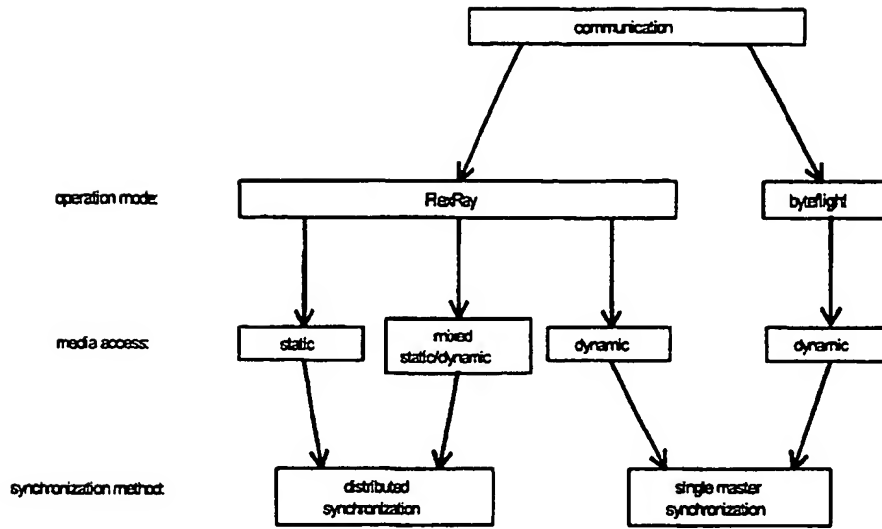 communication
operation mode:
FlexRay
byteflight
media access:
static
mixed
static/dynamic
dynamic
dynamic
synchronization method:
distributed
synchronization
single master
synchronization